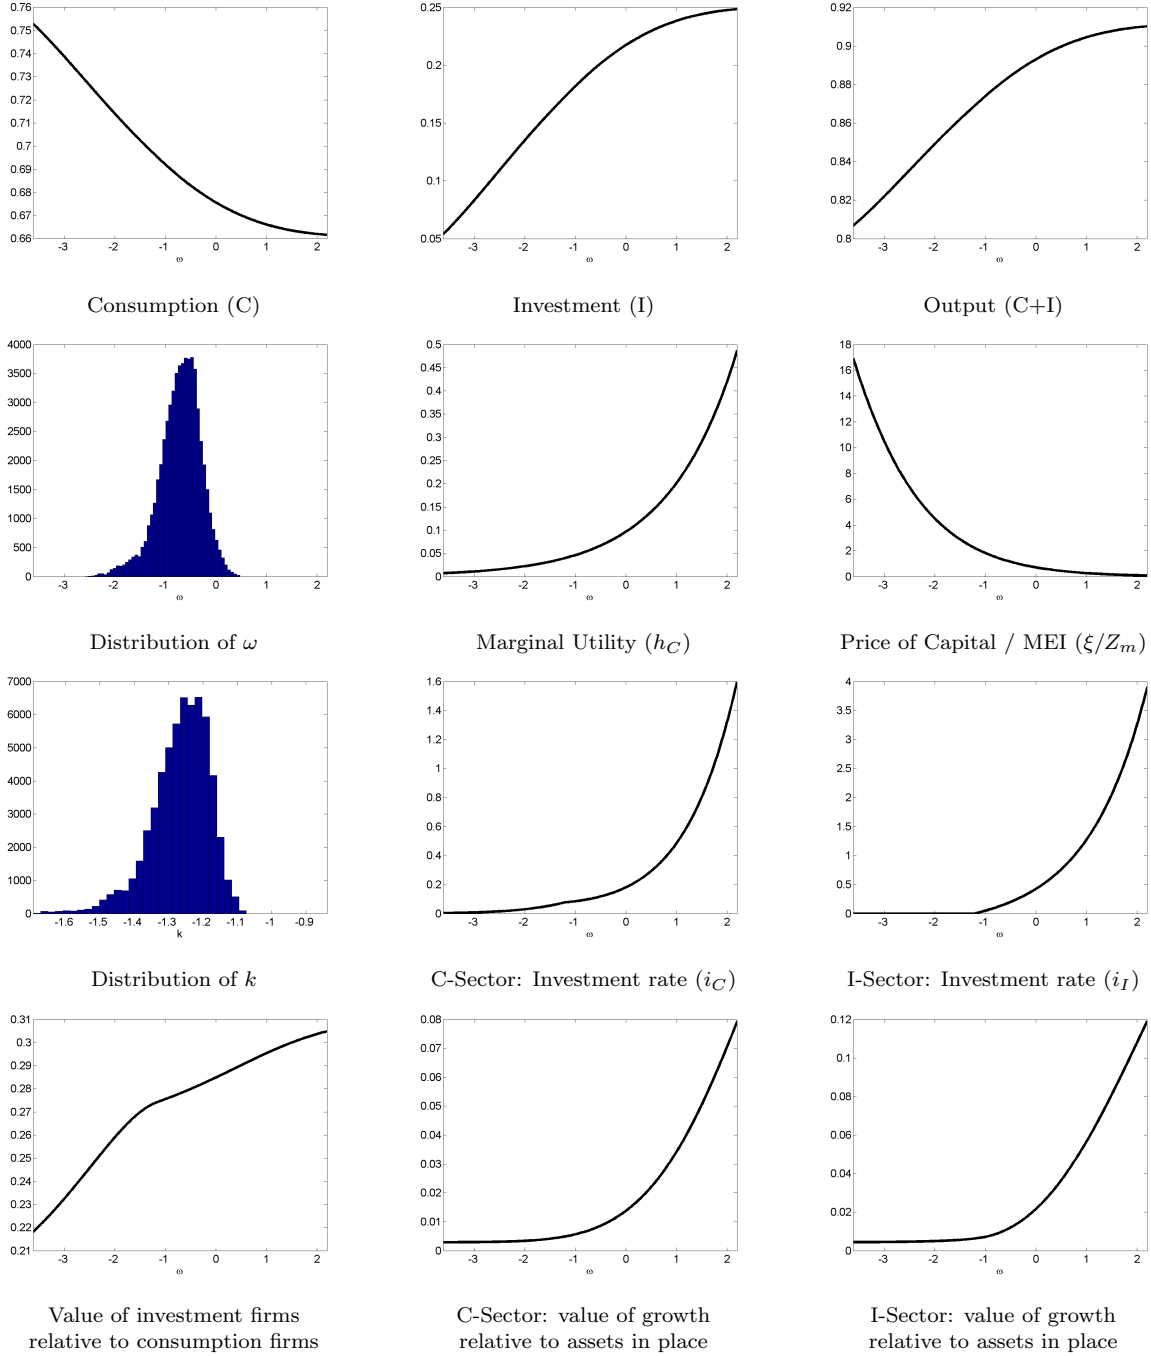 0.76
0.75
0.74
0.73
0.72
0.71
0.7
0.69
0.68
0.67
0.66
-3 -2 -1 0 1 2
ω
Consumption (C)
0.25
0.2
0.15
0.1
0.05
-3 -2 -1 0 1 2
ω
Investment (I)
0.92
0.9
0.88
0.86
0.84
0.82
0.8
-3 -2 -1 0 1 2
ω
Output (C+I)
4000
3500
3000
2500
2000
1500
1000
500
0
-3 -2 -1 0 1 2
ω
Distribution of ω
0.5
0.45
0.4
0.35
0.3
0.25
0.2
0.15
0.1
0.05
0
-3 -2 -1 0 1 2
ω
Marginal Utility (h_C)
18
16
14
12
10
8
6
4
2
0
-3 -2 -1 0 1 2
ω
Price of Capital / MEI (ξ/Z_m)
7000
6000
5000
4000
3000
2000
1000
0
-1.6 -1.5 -1.4 -1.3 -1.2 -1.1 -1 -0.9
k
Distribution of k
1.6
1.4
1.2
1
0.8
0.6
0.4
0.2
0
-3 -2 -1 0 1 2
ω
C-Sector: Investment rate (i_C)
4
3.5
3
2.5
2
1.5
1
0.5
0
-3 -2 -1 0 1 2
ω
I-Sector: Investment rate (i_I)
0.31
0.3
0.29
0.28
0.27
0.26
0.25
0.24
0.23
0.22
0.21
-3 -2 -1 0 1 2
ω
Value of investment firms
relative to consumption firms
0.08
0.07
0.06
0.05
0.04
0.03
0.02
0.01
0
-3 -2 -1 0 1 2
ω
C-Sector: value of growth
relative to assets in place
0.12
0.1
0.08
0.06
0.04
0.02
0
-3 -2 -1 0 1 2
ω
I-Sector: value of growth
relative to assets in place